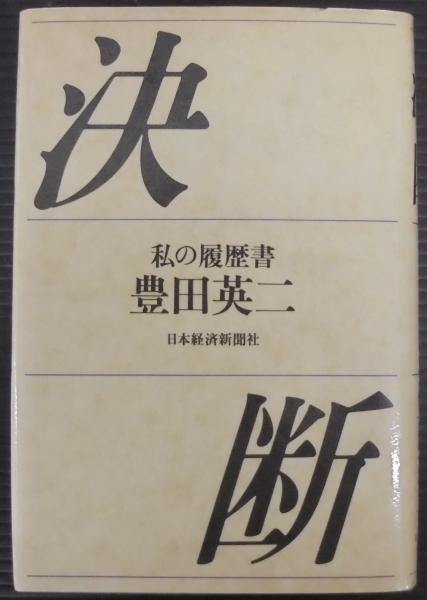 決
私の履歴書
豊田英二
日本経済新聞社
断